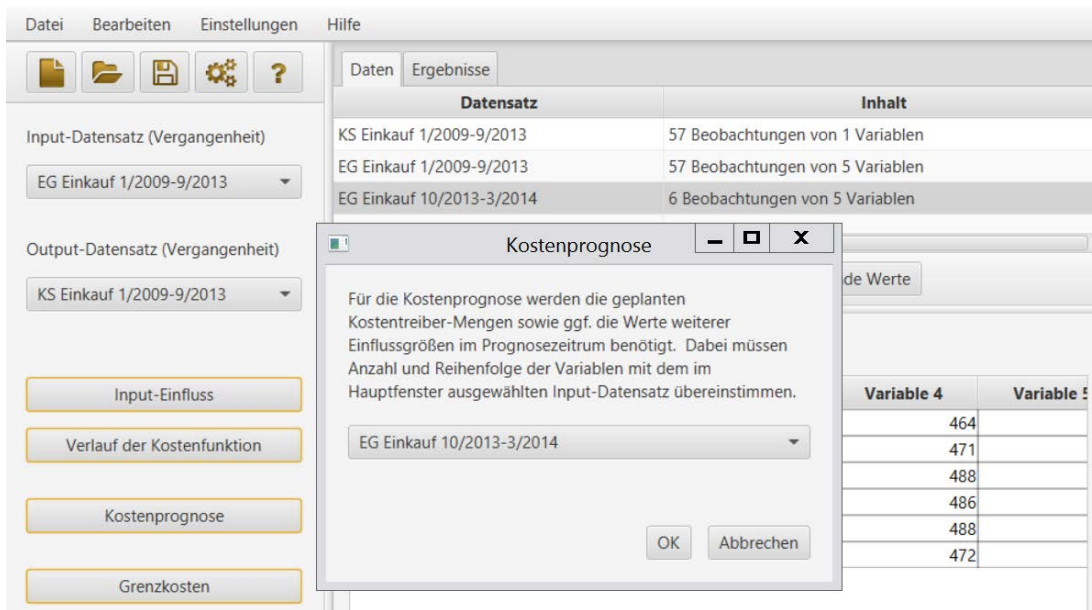 Datei Bearbeiten Einstellungen Hilfe
?
Daten Ergebnisse
Datensatz Inhalt
KS Einkauf 1/2009-9/2013 57 Beobachtungen von 1 Variablen
EG Einkauf 1/2009-9/2013 57 Beobachtungen von 5 Variablen
EG Einkauf 10/2013-3/2014 6 Beobachtungen von 5 Variablen
Input-Datensatz (Vergangenheit)
EG Einkauf 1/2009-9/2013
Output-Datensatz (Vergangenheit)
KS Einkauf 1/2009-9/2013
Input-Einfluss
Verlauf der Kostenfunktion
Kostenprognose
Grenzkosten
Kostenprognose
Für die Kostenprognose werden die geplanten
Kostentreiber-Mengen sowie ggf. die Werte weiterer
Einflussgrößen im Prognosezeitrum benötigt. Dabei müssen
Anzahl und Reihenfolge der Variablen mit dem im
Hauptfenster ausgewählten Input-Datensatz übereinstimmen.
EG Einkauf 10/2013-3/2014
OK Abbrechen
de Werte
Variable 4 Variable 5
464
471
488
486
488
472